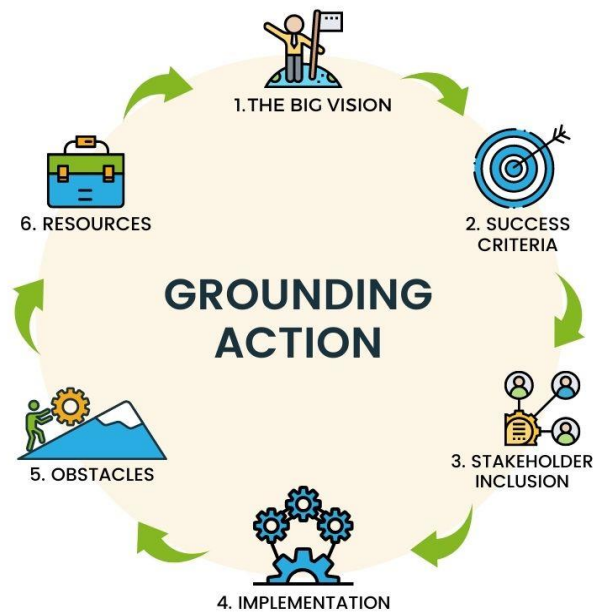 1.THE BIG VISION
2. SUCCESS
CRITERIA
3. STAKEHOLDER
INCLUSION
4. IMPLEMENTATION
5. OBSTACLES
6. RESOURCES
GROUNDING
ACTION